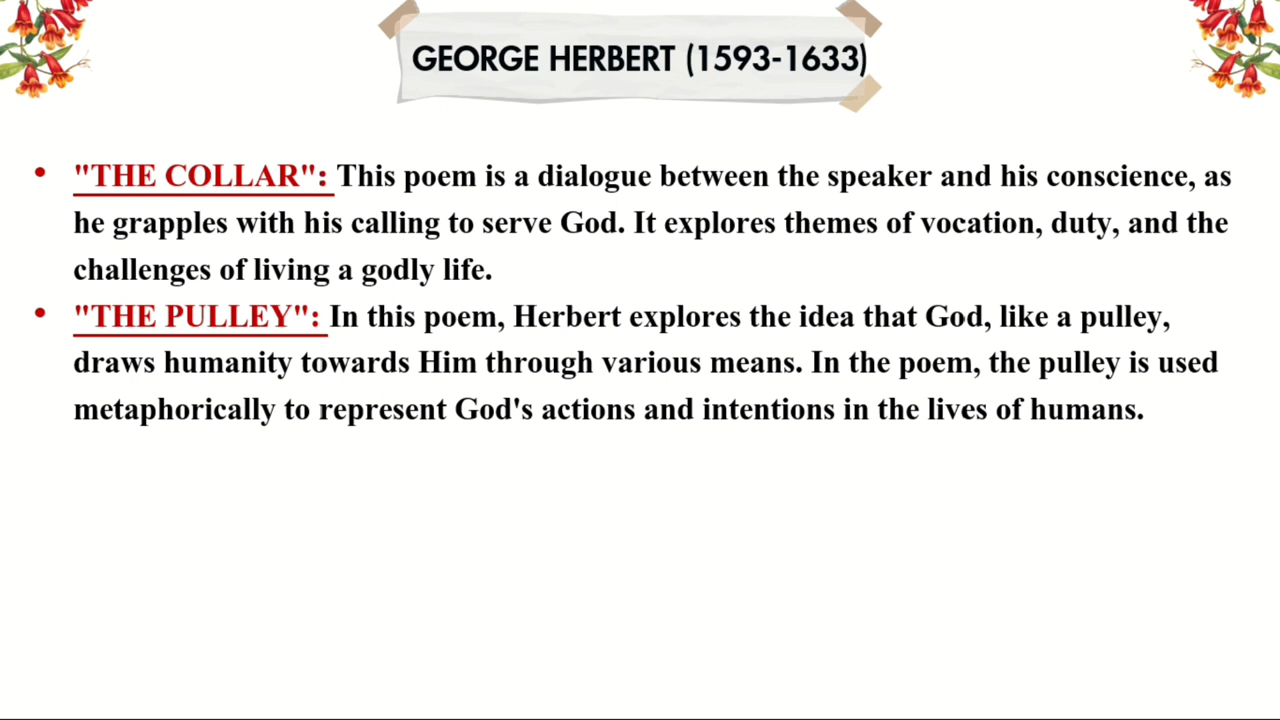 GEORGE HERBERT (1593-1633)
• "THE COLLAR": This poem is a dialogue between the speaker and his conscience, as
he grapples with his calling to serve God. It explores themes of vocation, duty, and the
challenges of living a godly life.
• "THE PULLEY": In this poem, Herbert explores the idea that God, like a pulley,
draws humanity towards Him through various means. In the poem, the pulley is used
metaphorically to represent God's actions and intentions in the lives of humans.